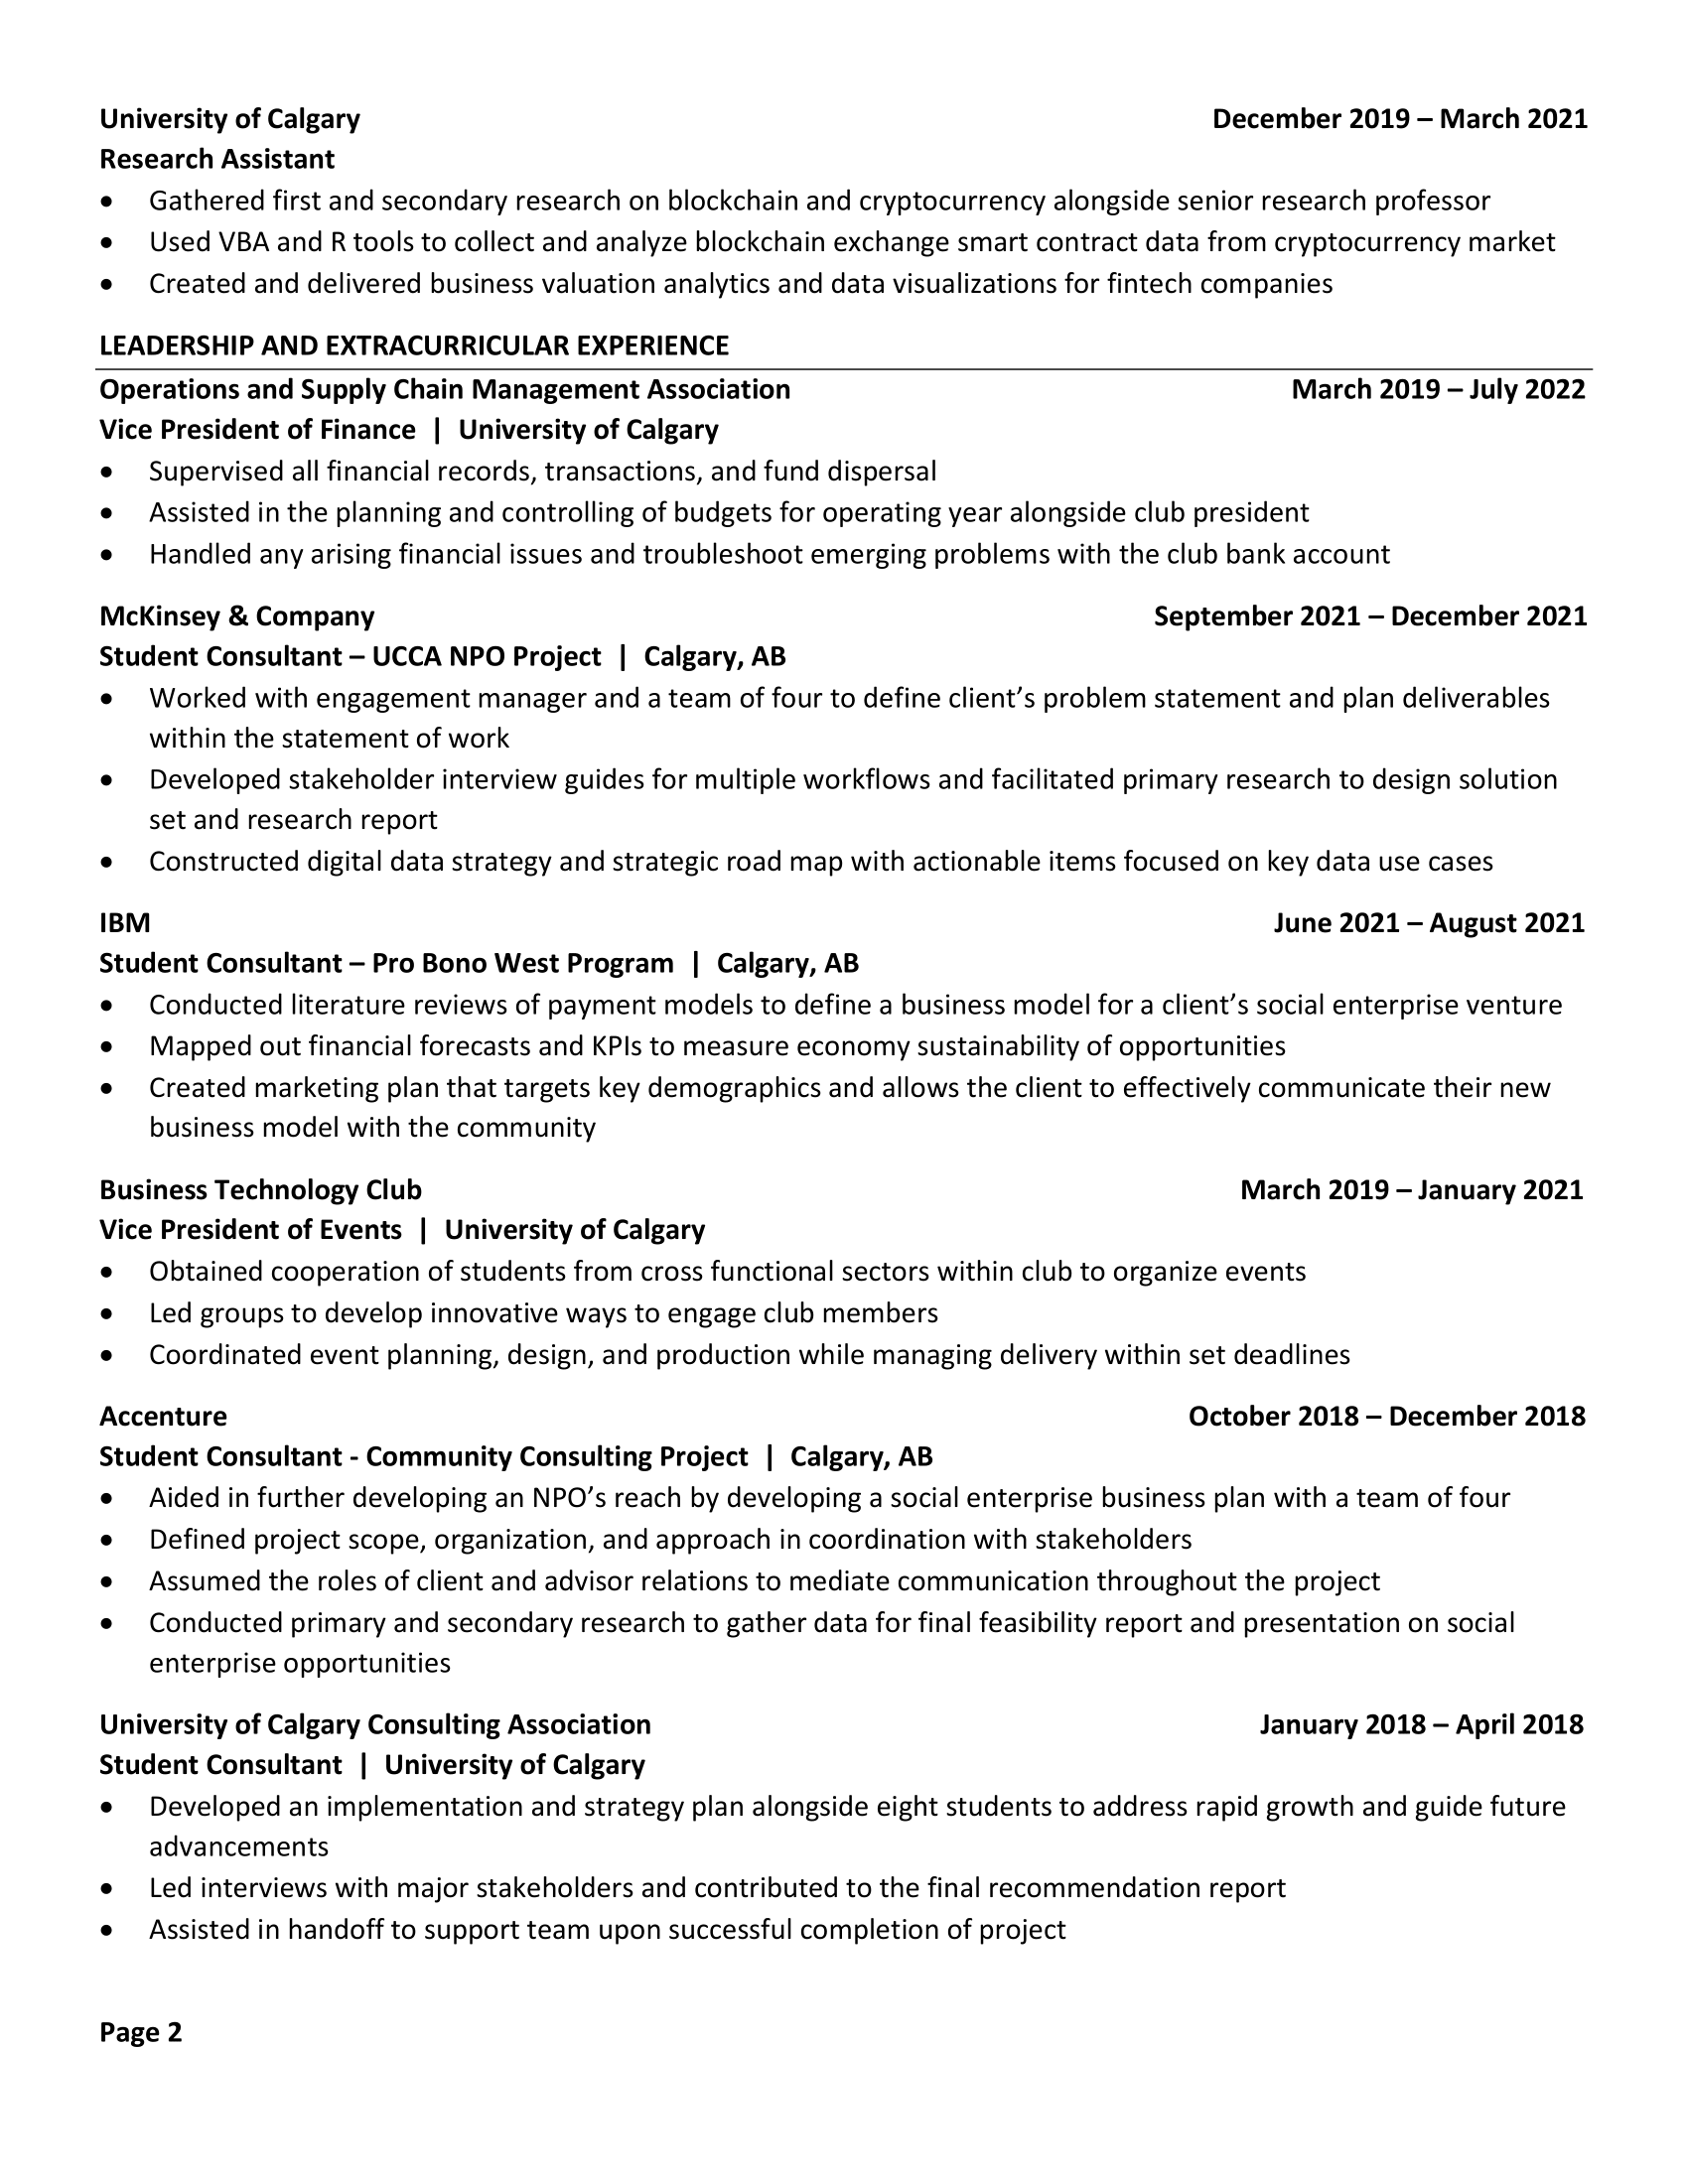 University of Calgary December 2019 – March 2021
Research Assistant
• Gathered first and secondary research on blockchain and cryptocurrency alongside senior research professor
• Used VBA and R tools to collect and analyze blockchain exchange smart contract data from cryptocurrency market
• Created and delivered business valuation analytics and data visualizations for fintech companies
LEADERSHIP AND EXTRACURRICULAR EXPERIENCE
Operations and Supply Chain Management Association March 2019 – July 2022
Vice President of Finance | University of Calgary
• Supervised all financial records, transactions, and fund dispersal
• Assisted in the planning and controlling of budgets for operating year alongside club president
• Handled any arising financial issues and troubleshoot emerging problems with the club bank account
McKinsey & Company September 2021 – December 2021
Student Consultant – UCCA NPO Project | Calgary, AB
• Worked with engagement manager and a team of four to define client’s problem statement and plan deliverables
within the statement of work
• Developed stakeholder interview guides for multiple workflows and facilitated primary research to design solution
set and research report
• Constructed digital data strategy and strategic road map with actionable items focused on key data use cases
IBM June 2021 – August 2021
Student Consultant – Pro Bono West Program | Calgary, AB
• Conducted literature reviews of payment models to define a business model for a client’s social enterprise venture
• Mapped out financial forecasts and KPIs to measure economy sustainability of opportunities
• Created marketing plan that targets key demographics and allows the client to effectively communicate their new
business model with the community
Business Technology Club March 2019 – January 2021
Vice President of Events | University of Calgary
• Obtained cooperation of students from cross functional sectors within club to organize events
• Led groups to develop innovative ways to engage club members
• Coordinated event planning, design, and production while managing delivery within set deadlines
Accenture October 2018 – December 2018
Student Consultant - Community Consulting Project | Calgary, AB
• Aided in further developing an NPO’s reach by developing a social enterprise business plan with a team of four
• Defined project scope, organization, and approach in coordination with stakeholders
• Assumed the roles of client and advisor relations to mediate communication throughout the project
• Conducted primary and secondary research to gather data for final feasibility report and presentation on social
enterprise opportunities
University of Calgary Consulting Association January 2018 – April 2018
Student Consultant | University of Calgary
• Developed an implementation and strategy plan alongside eight students to address rapid growth and guide future
advancements
• Led interviews with major stakeholders and contributed to the final recommendation report
• Assisted in handoff to support team upon successful completion of project
Page 2